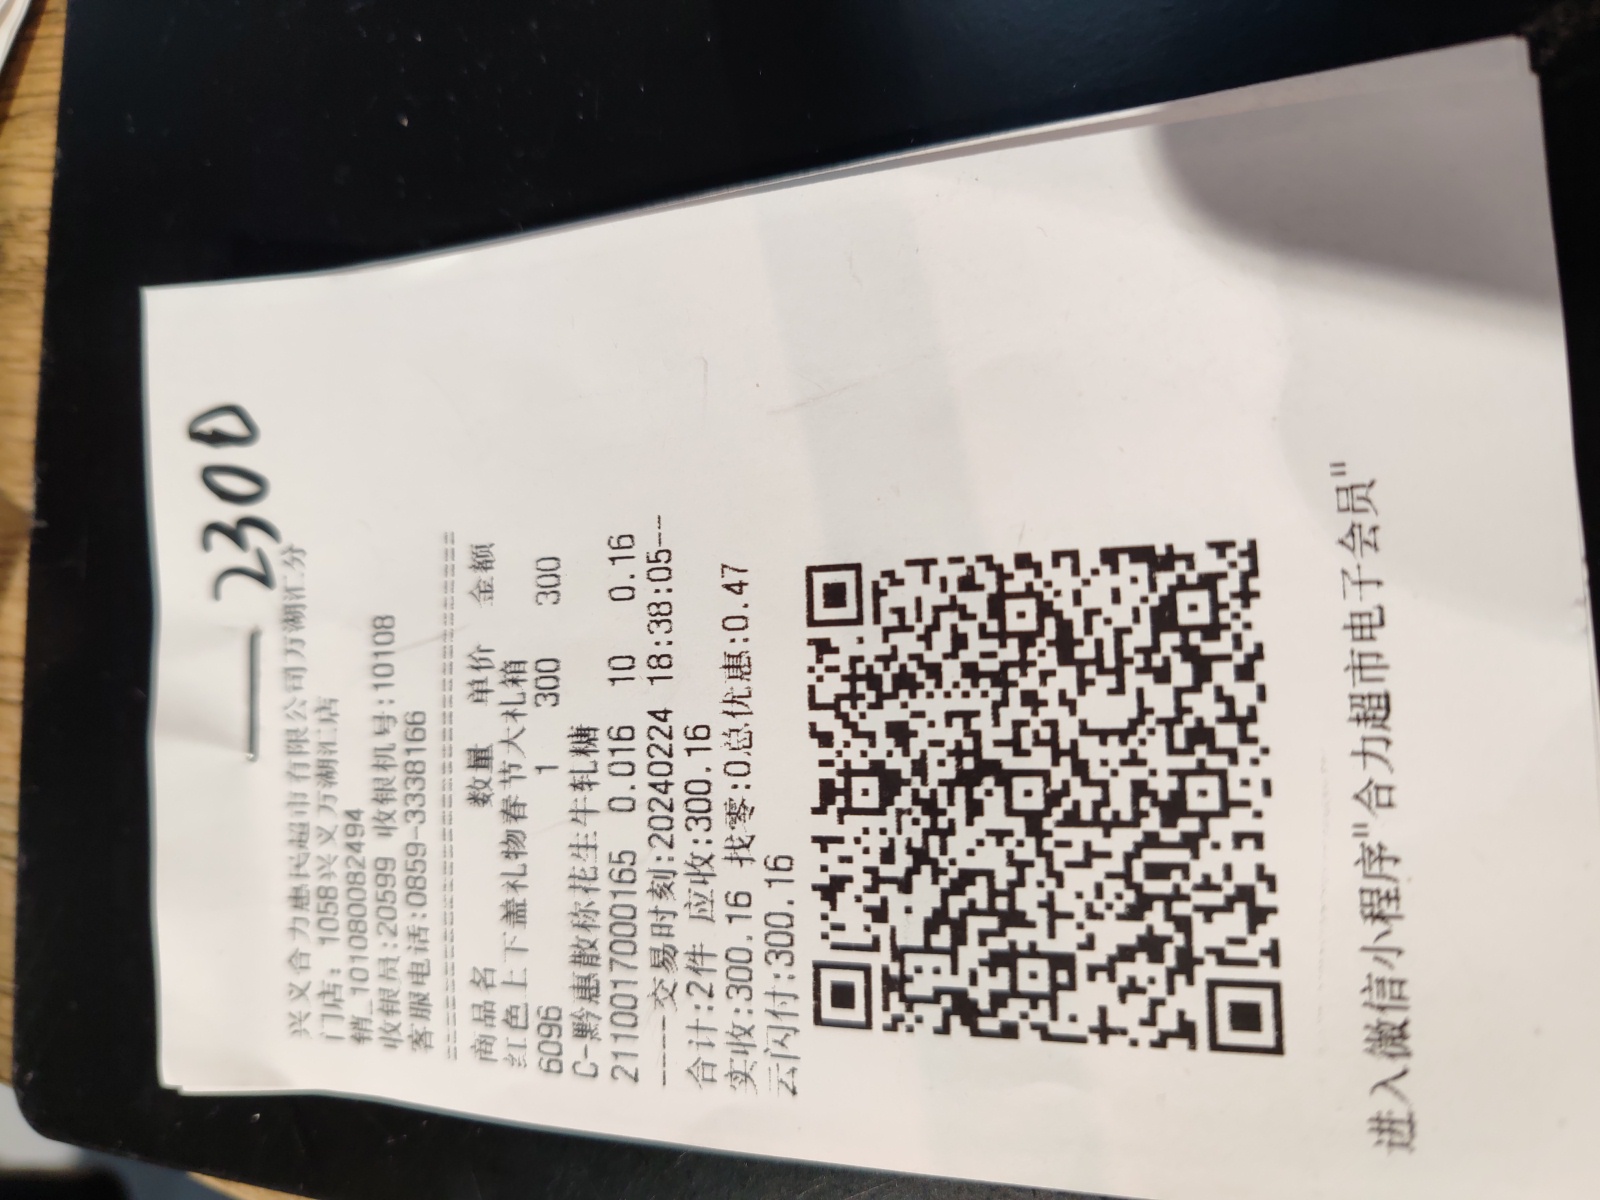 —2300
兴义合力惠民超市有限公司万湖汇分
门店: 1058兴义万湖汇店
销_1010800082494
收银员:20599 收银机号:10108
客服电话:0859-3338166
商品名 数量 单价 金额
红色上下盖礼物春节大礼箱
6096 1 300 300
C-黔惠散称花生牛轧糖
2110017000165 0.016 10 0.16
----交易时刻:20240224 18:38:05---
合计:2件 应收:300.16
实收:300.16 找零:0总优惠:0.47
云闪付:300.16
进入微信小程序"合力超市电子会员"